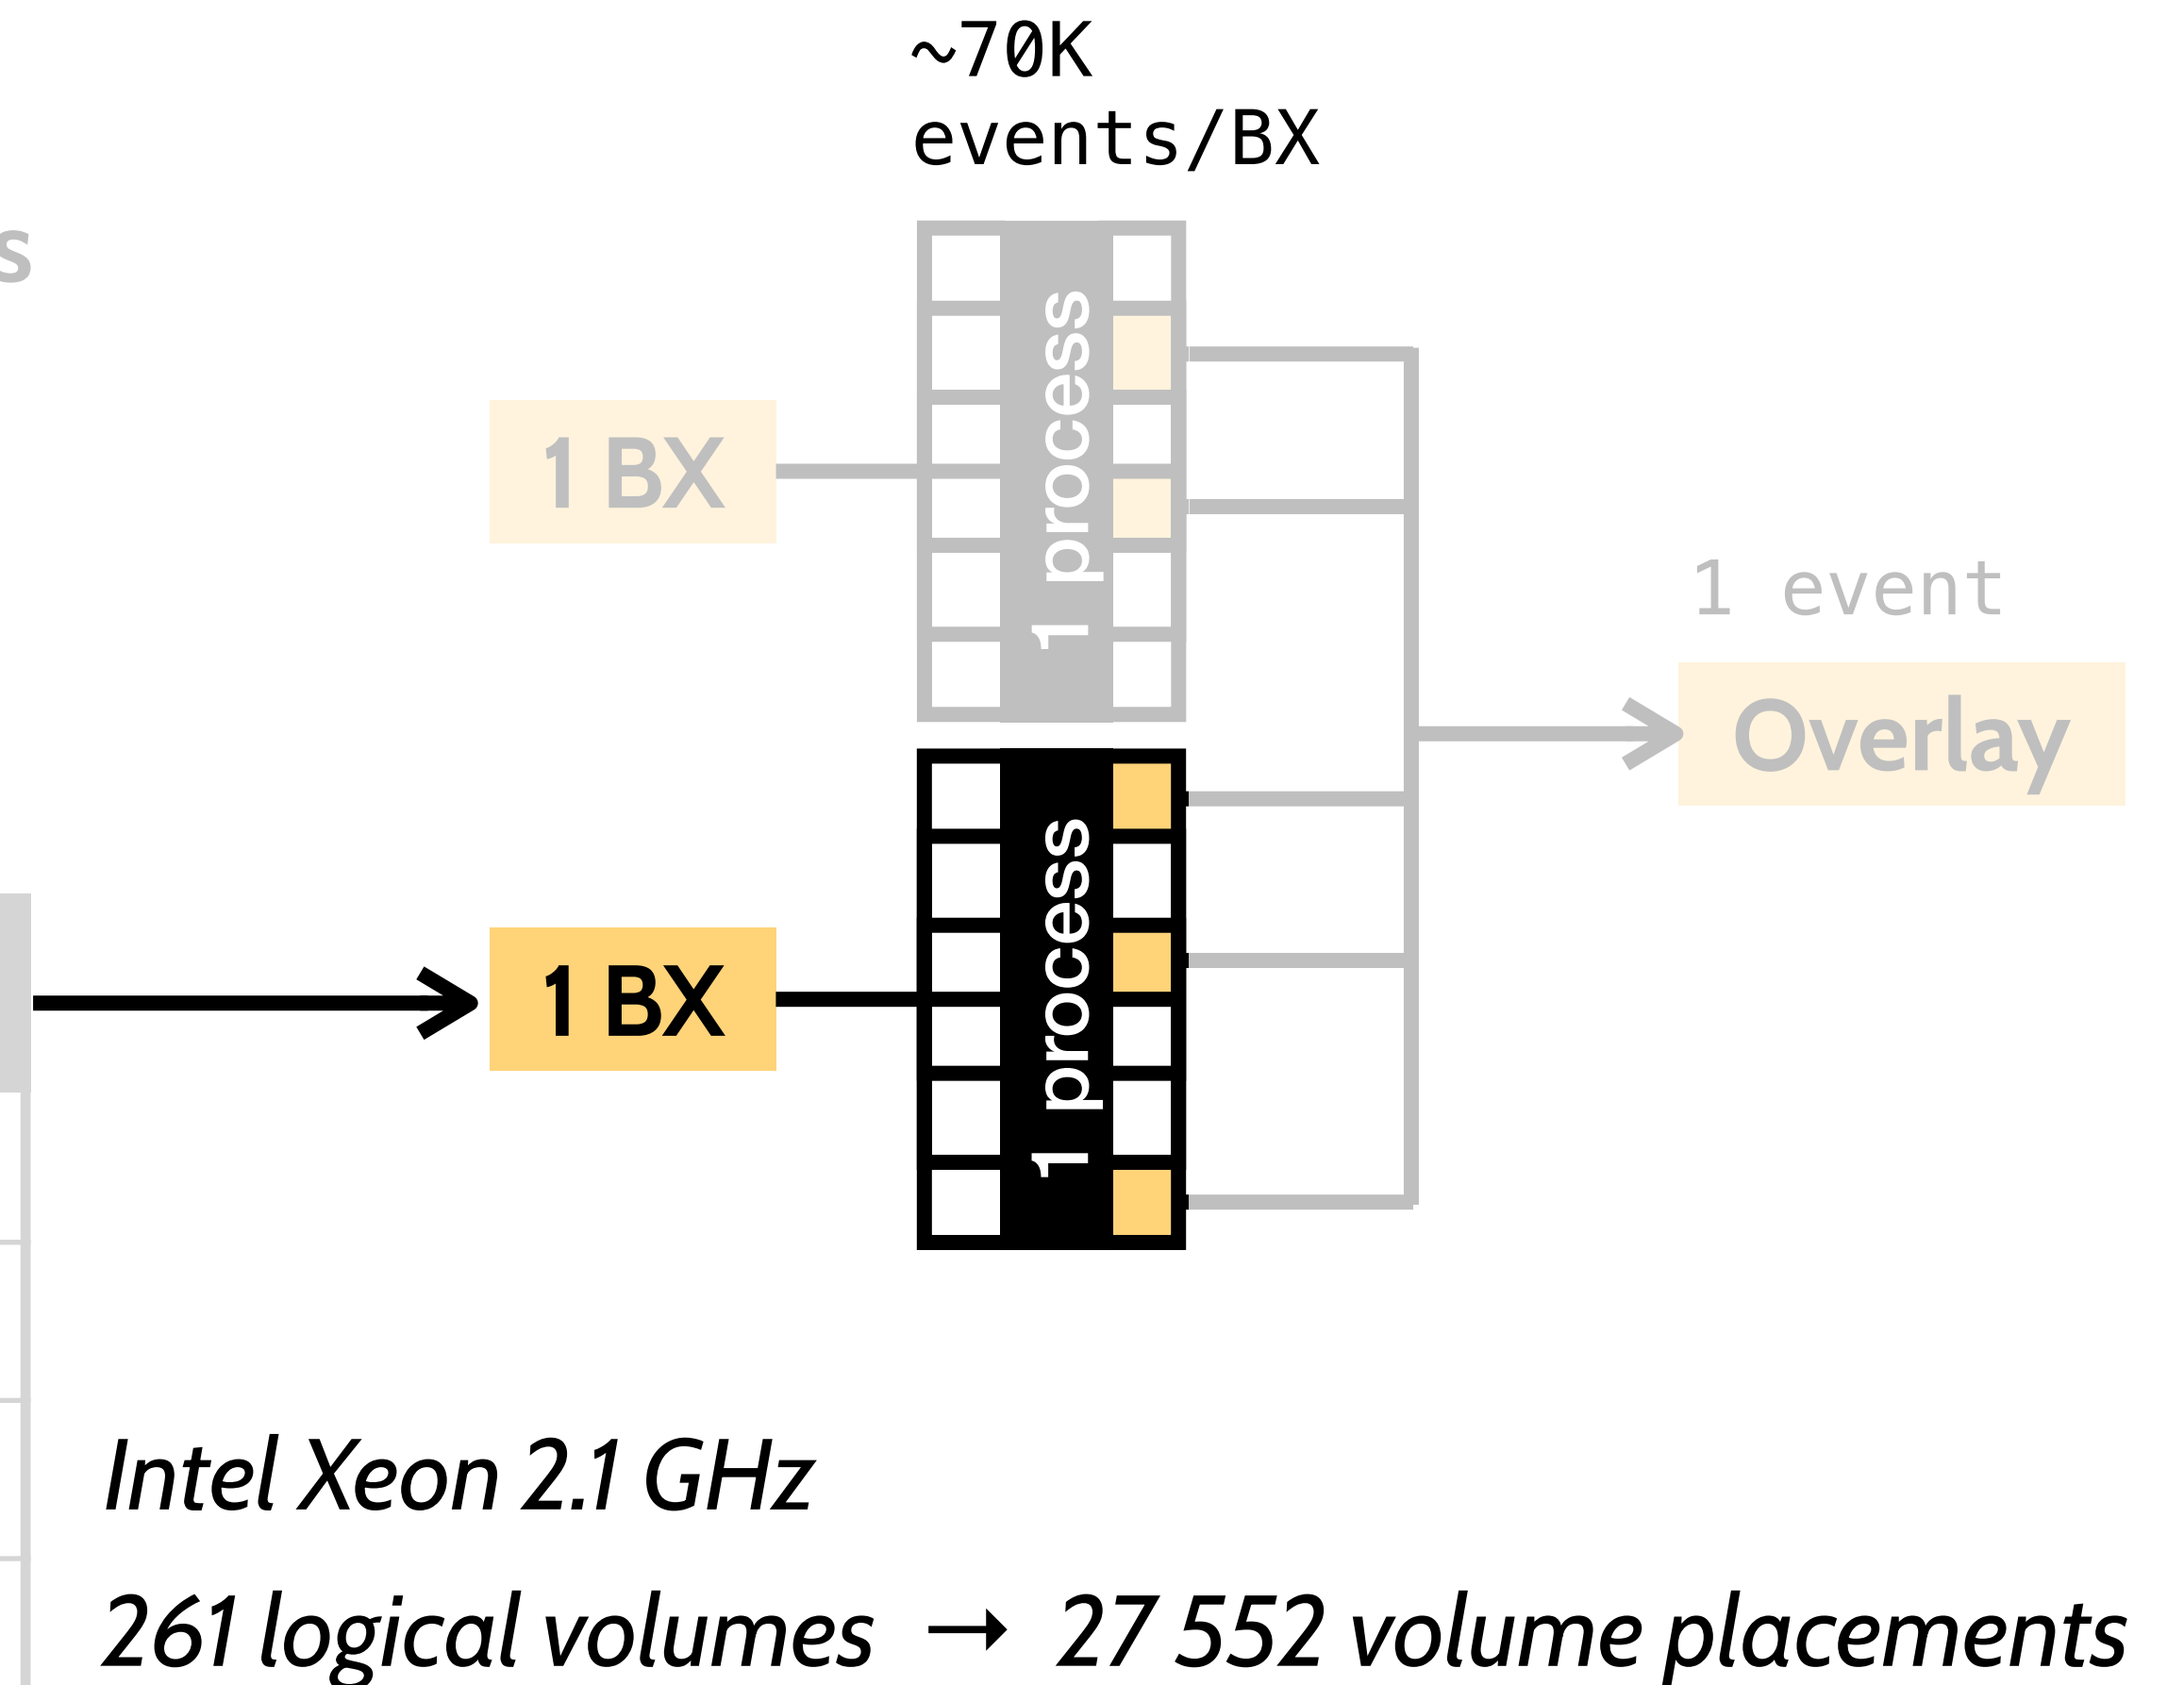 ~70K
events/BX
s
1 BX
1 process
1 event
Overlay
1 BX
1 process
Intel Xeon 2.1 GHz
261 logical volumes → 27 552 volume placements